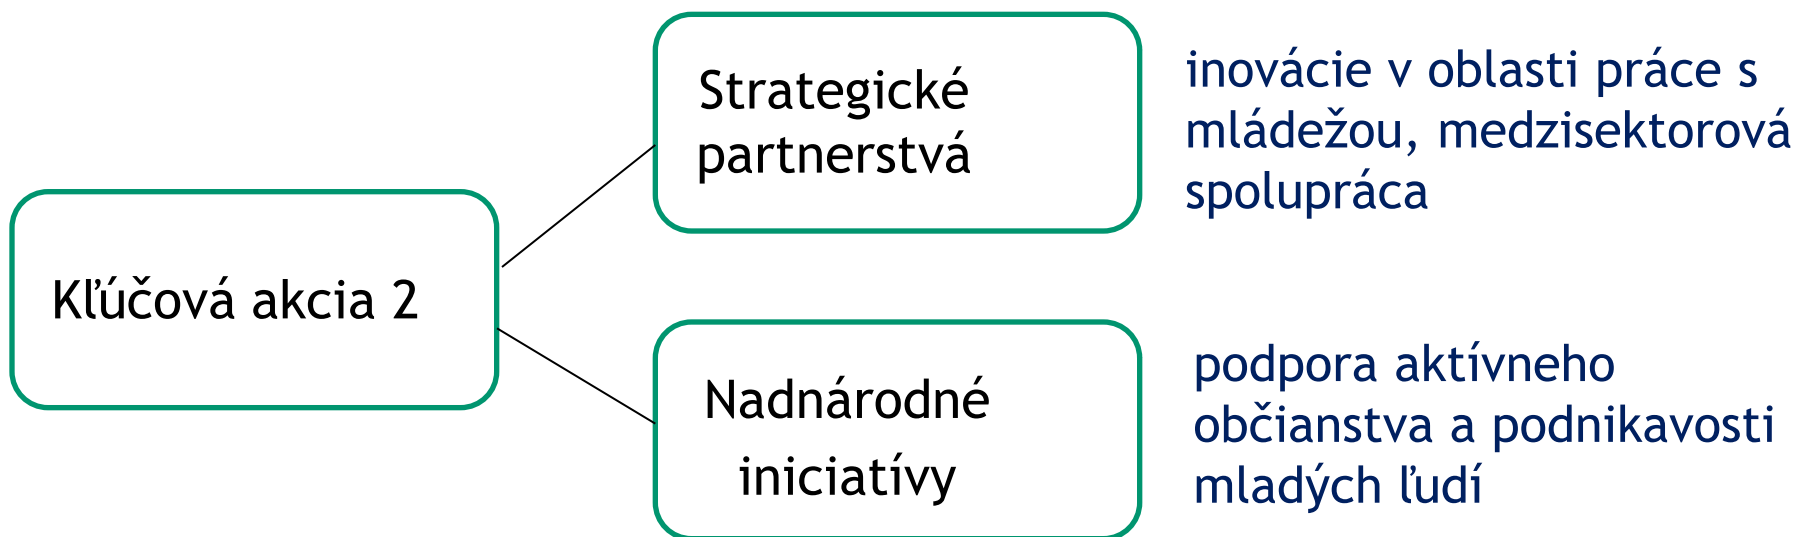 Strategické
partnerstvá
inovácie v oblasti práce s
mládežou, medzisektorová
spolupráca
Kľúčová akcia 2
Nadnárodné
iniciatívy
podpora aktívneho
občianstva a podnikavosti
mladých ľudí